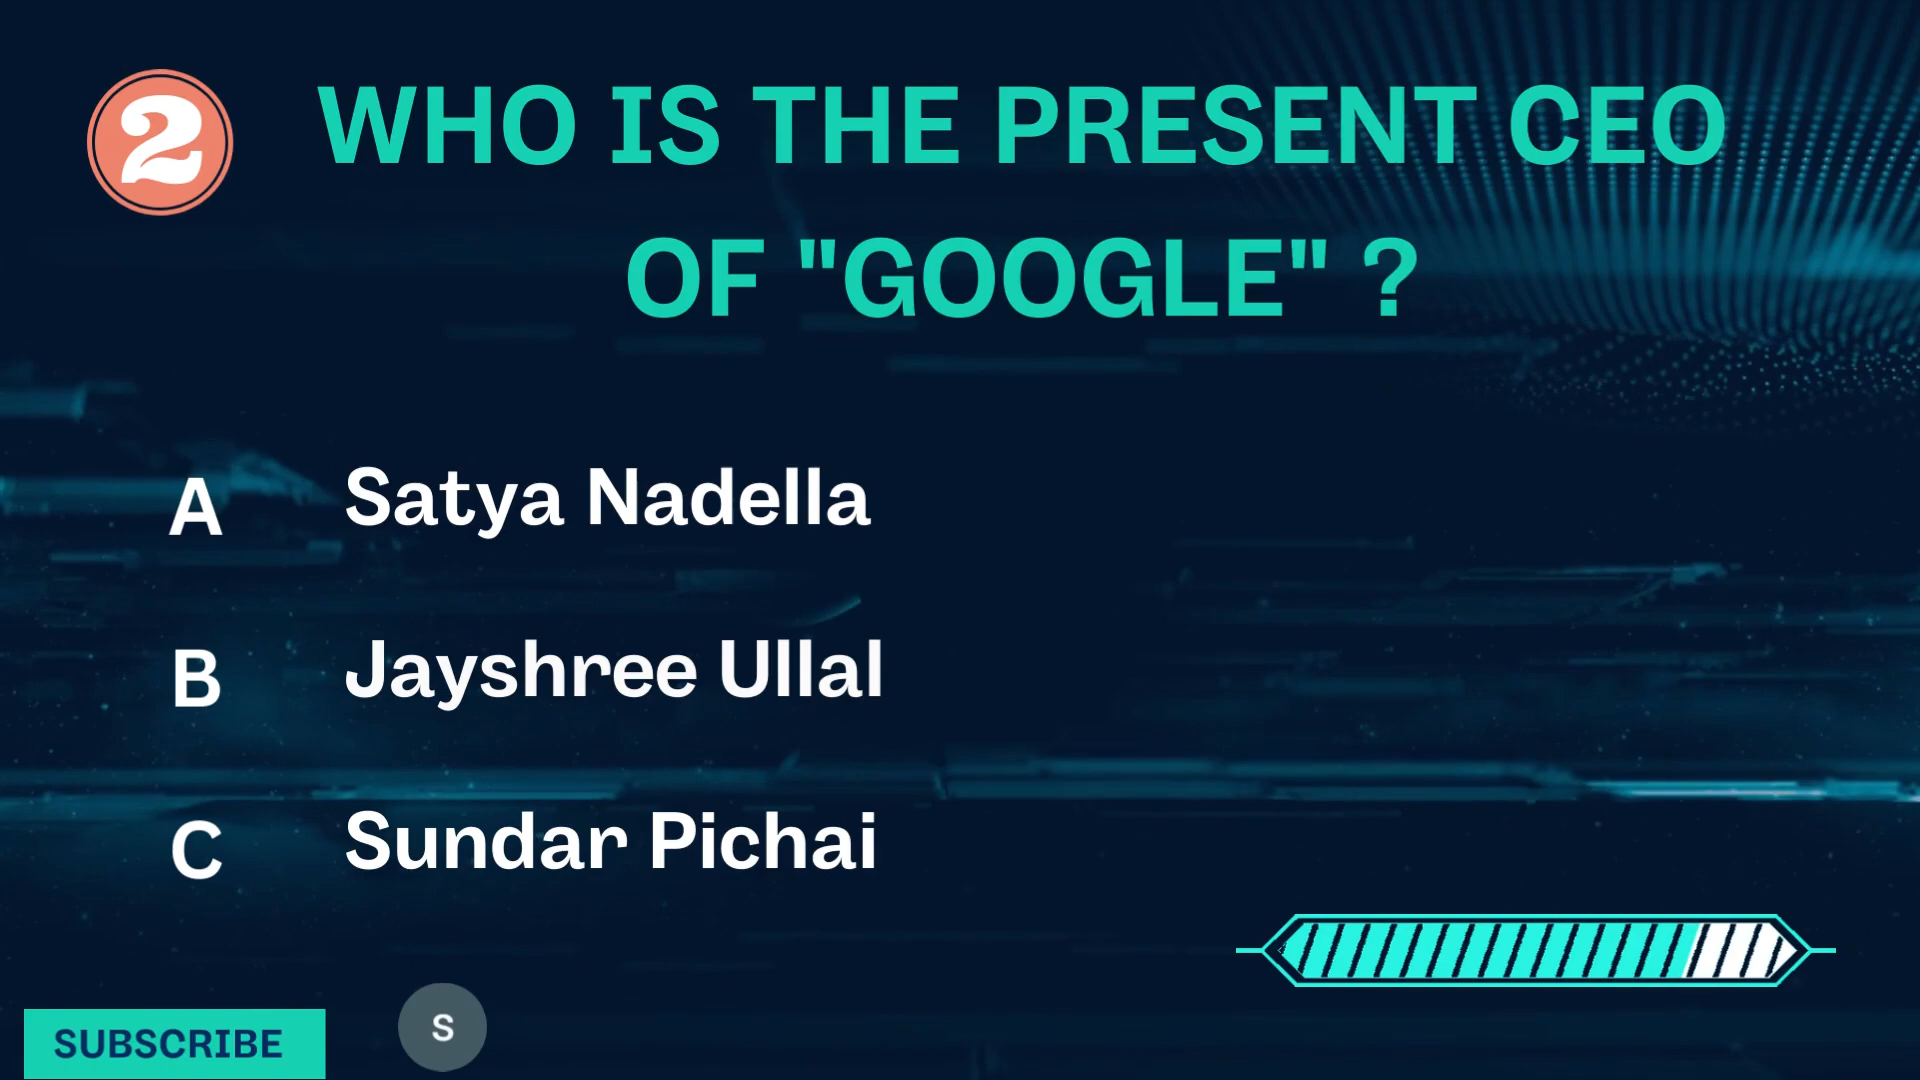 2
WHO IS THE PRESENT CEO
OF "GOOGLE" ?
A Satya Nadella
B Jayshree Ullal
C Sundar Pichai
SUBSCRIBE
S